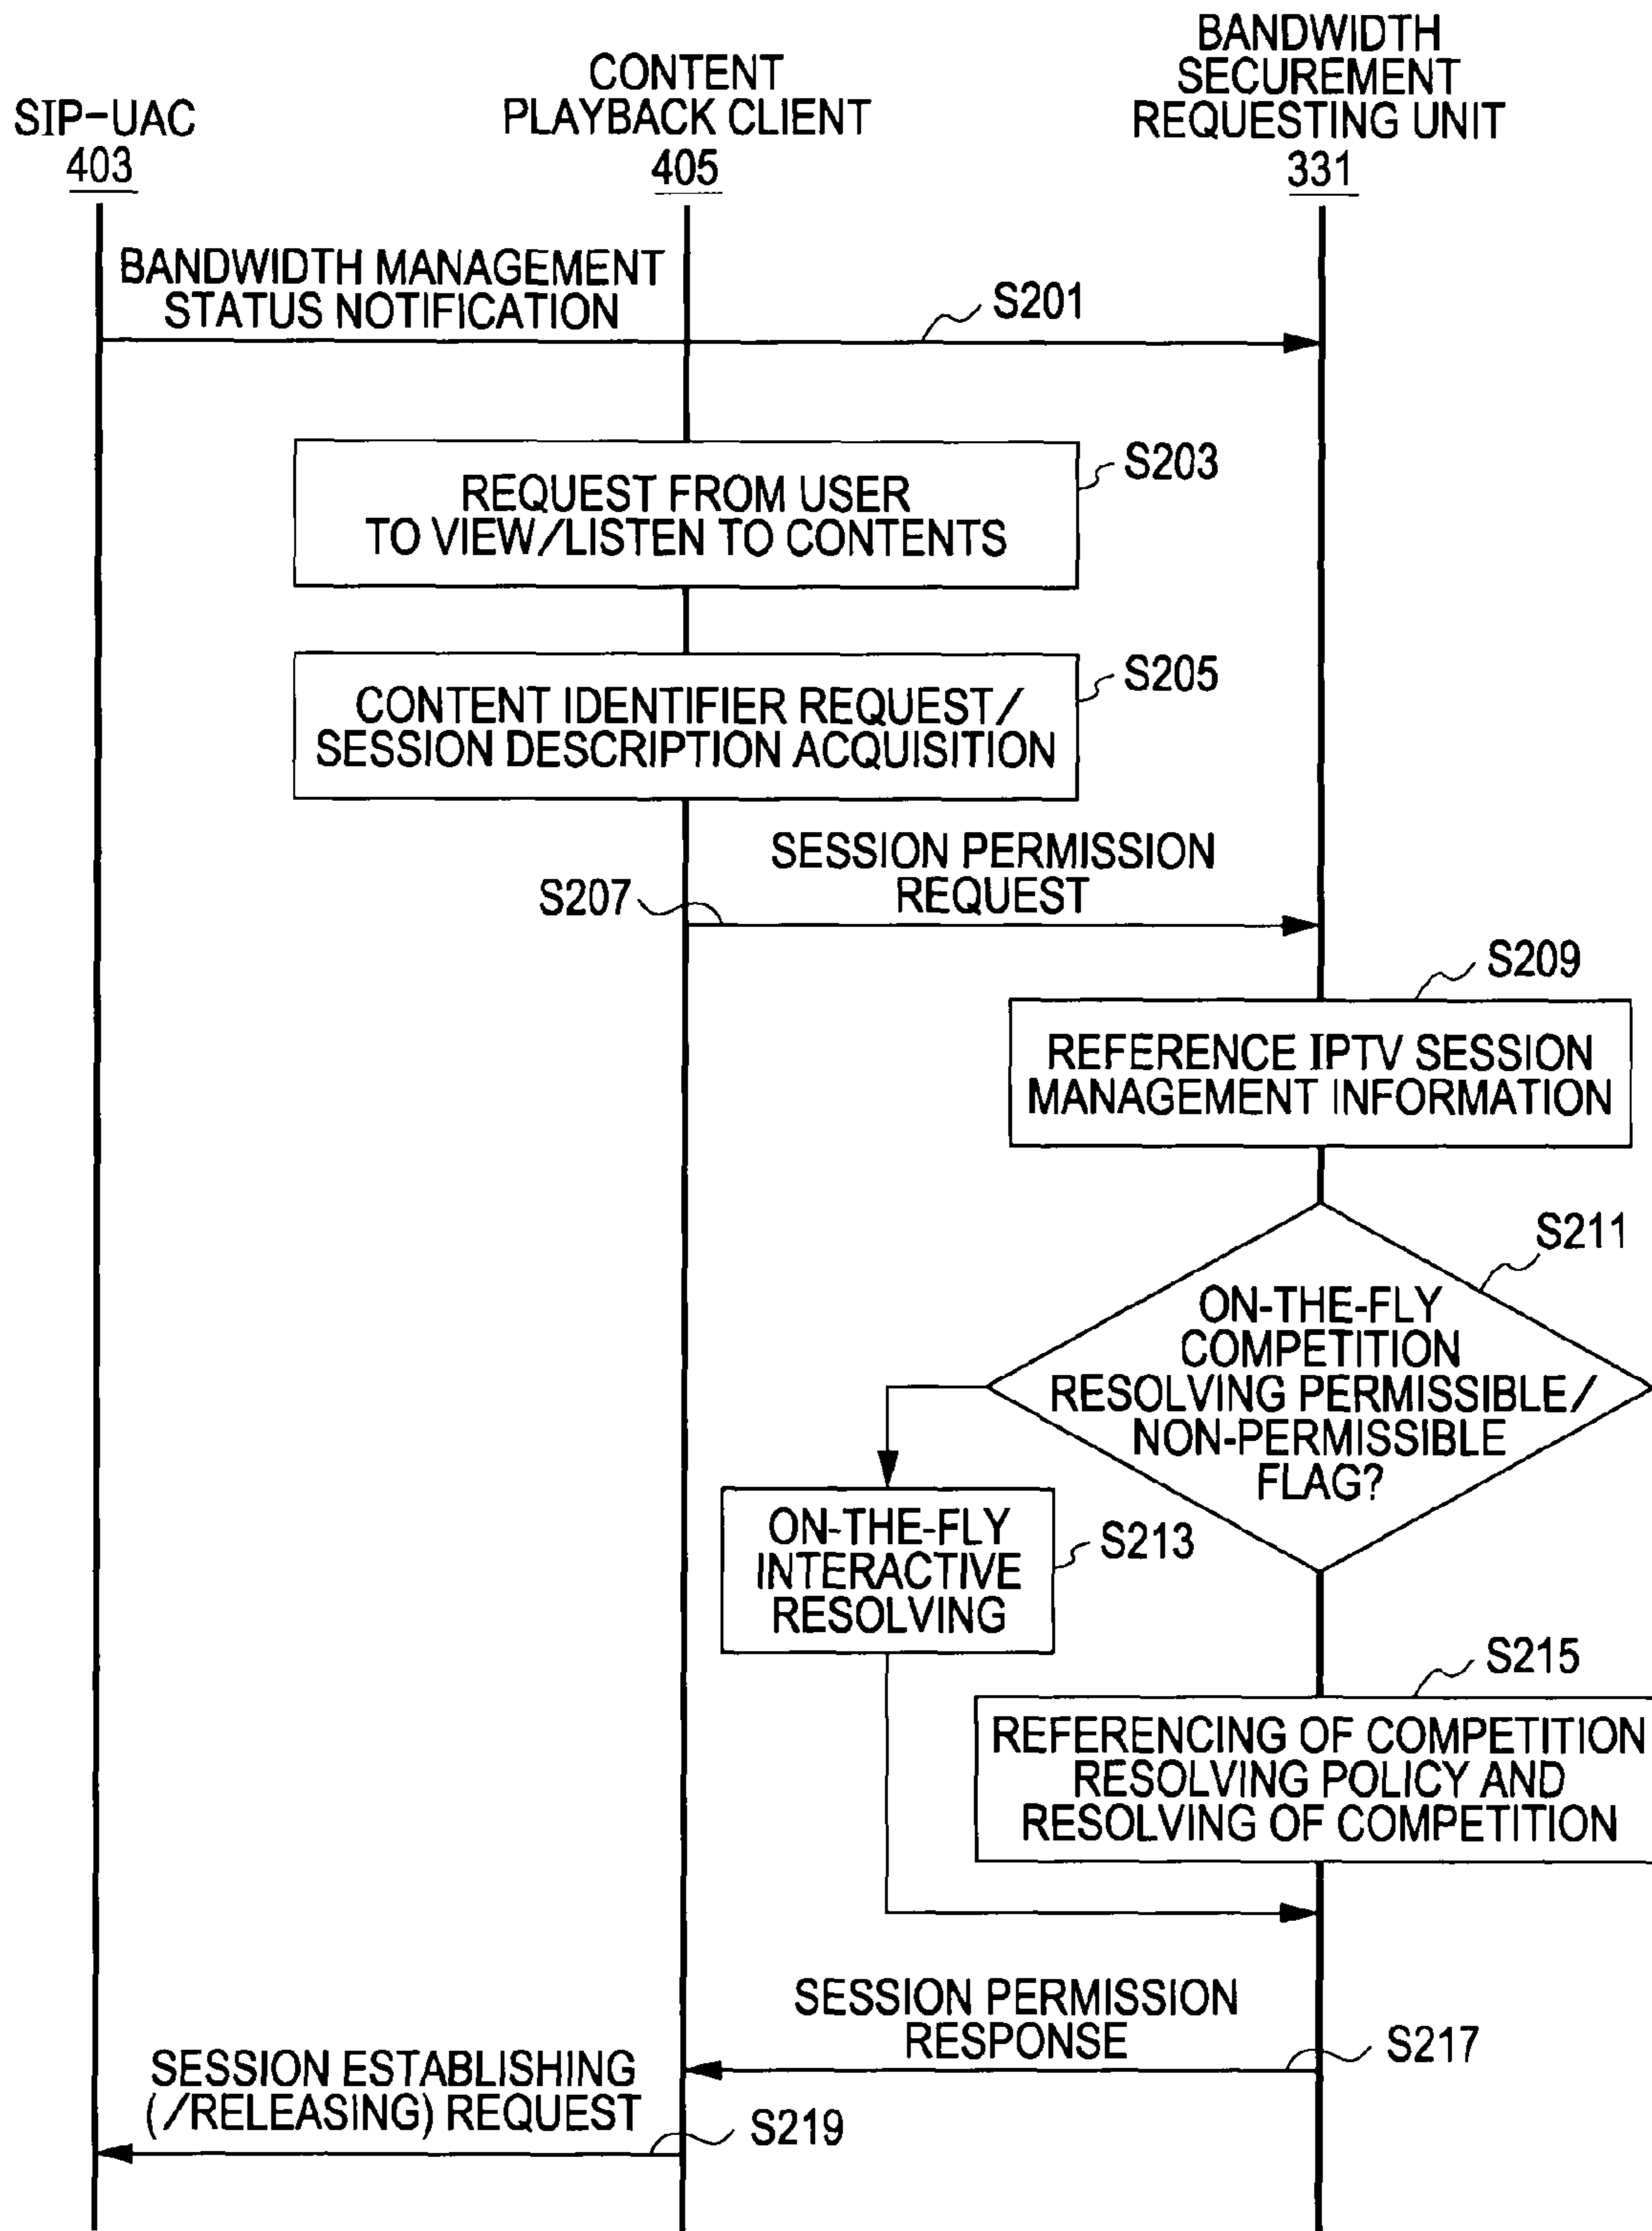 SIP-UAC
403
CONTENT
PLAYBACK CLIENT
405
BANDWIDTH
SECUREMENT
REQUESTING UNIT
331
BANDWIDTH MANAGEMENT
STATUS NOTIFICATION
S201
REQUEST FROM USER
TO VIEW/LISTEN TO CONTENTS
S203
CONTENT IDENTIFIER REQUEST/
SESSION DESCRIPTION ACQUISITION
S205
SESSION PERMISSION
REQUEST
S207
S209
REFERENCE IPTV SESSION
MANAGEMENT INFORMATION
S211
ON-THE-FLY
COMPETITION
RESOLVING PERMISSIBLE/
NON-PERMISSIBLE
FLAG?
ON-THE-FLY
INTERACTIVE
RESOLVING
S213
S215
REFERENCING OF COMPETITION
RESOLVING POLICY AND
RESOLVING OF COMPETITION
SESSION PERMISSION
RESPONSE
S217
SESSION ESTABLISHING
(/RELEASING) REQUEST
S219